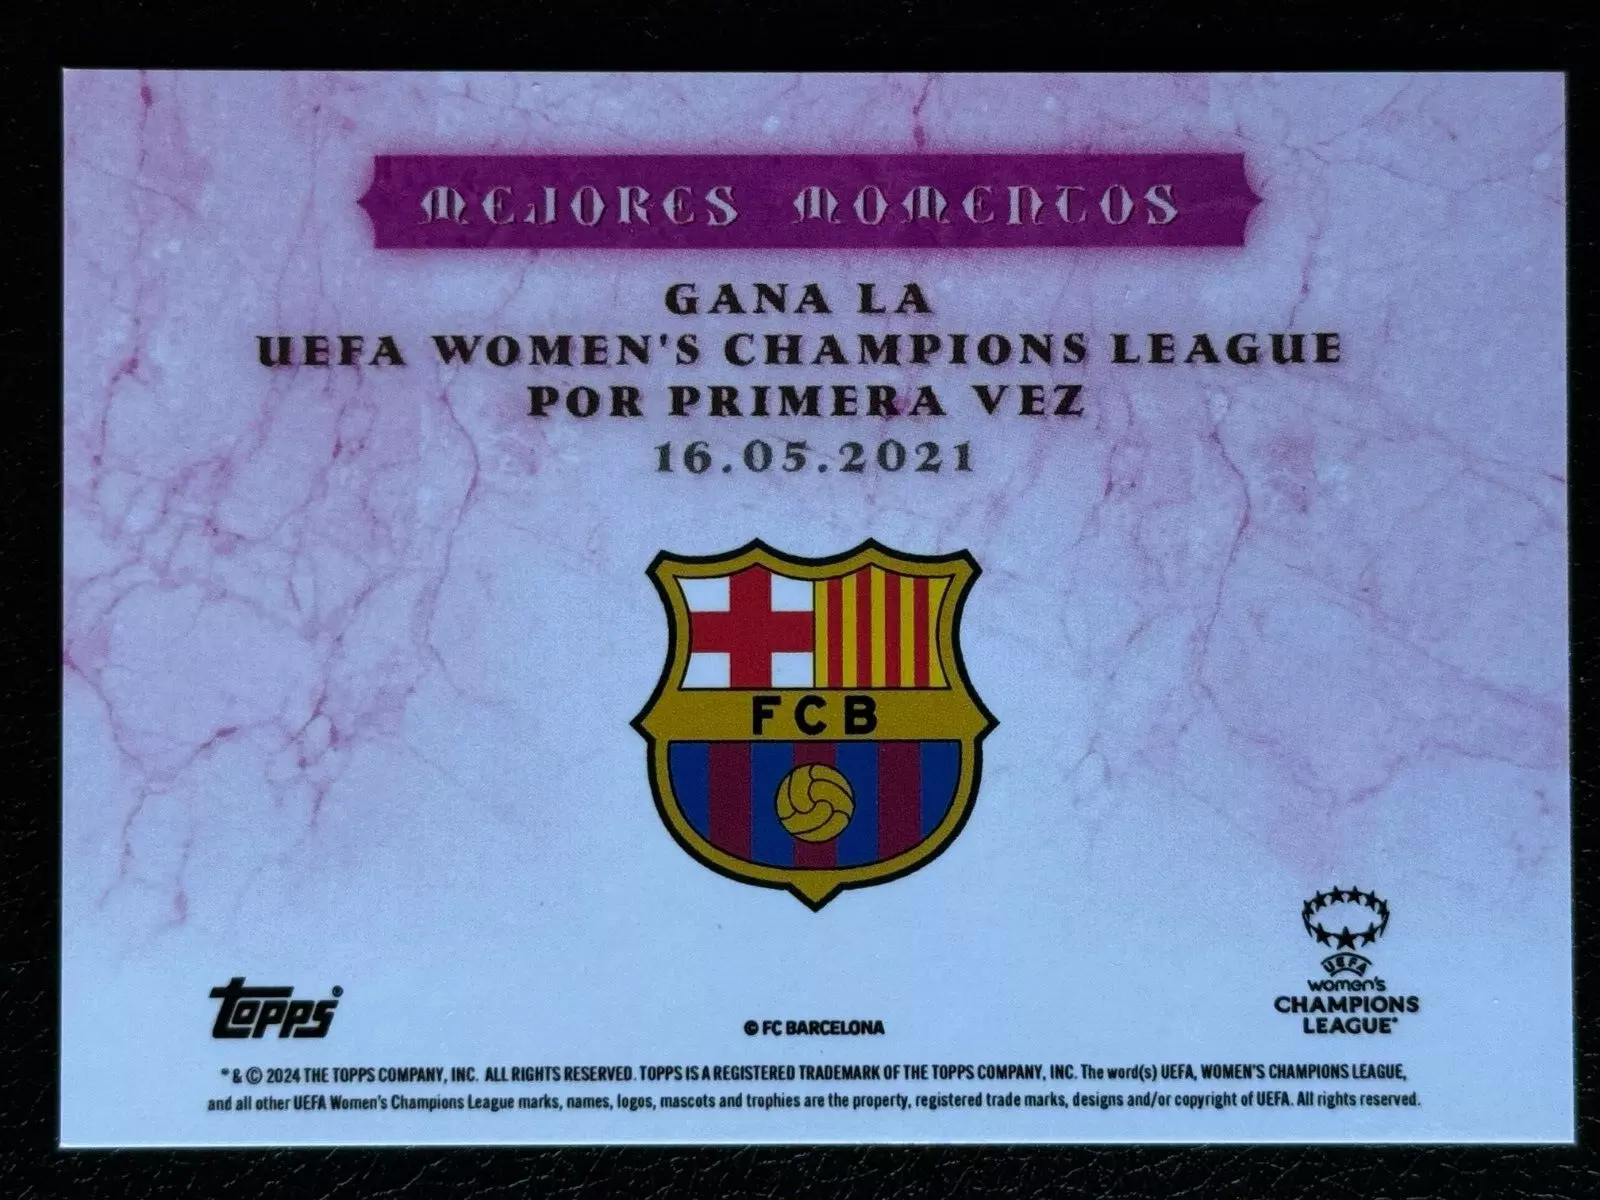 MEJORES MOMENTOS
GANA LA
UEFA WOMEN'S CHAMPIONS LEAGUE
POR PRIMERA VEZ
16.05.2021
FCB
topps®
© FC BARCELONA
UEFA
women's
CHAMPIONS
LEAGUE*
* & © 2024 THE TOPPS COMPANY, INC. ALL RIGHTS RESERVED. TOPPS IS A REGISTERED TRADEMARK OF THE TOPPS COMPANY, INC. The word(s) UEFA, WOMEN'S CHAMPIONS LEAGUE,
and all other UEFA Women's Champions League marks, names, logos, mascots and trophies are the property, registered trade marks, designs and/or copyright of UEFA. All rights reserved.